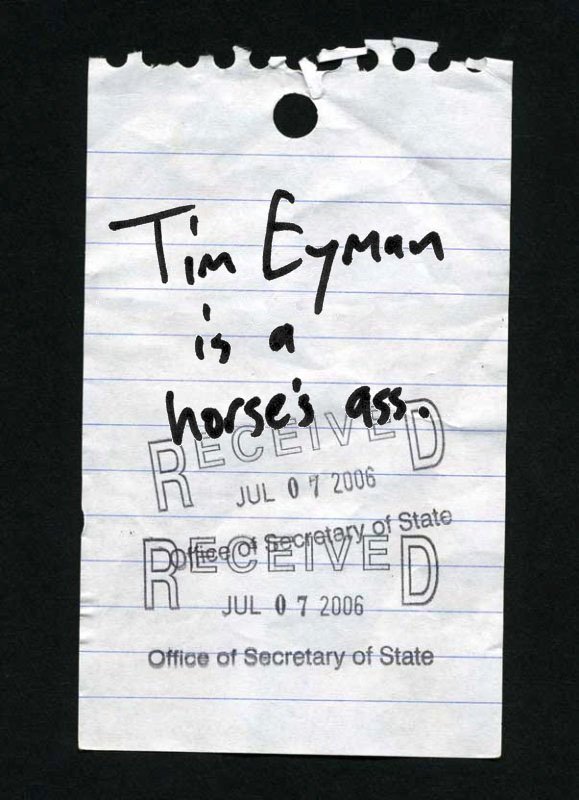 Tim Eyman
is a
horse's ass.
RECEIVED
JUL 07 2006
Office of Secretary of State
RECEIVED
JUL 07 2006
Office of Secretary of State